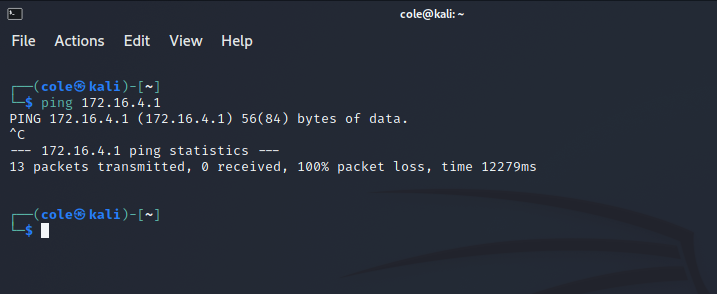 cole@kali: ~
File Actions Edit View Help
┌──(cole㉿kali)-[~]
└─$ ping 172.16.4.1
PING 172.16.4.1 (172.16.4.1) 56(84) bytes of data.
^C
--- 172.16.4.1 ping statistics ---
13 packets transmitted, 0 received, 100% packet loss, time 12279ms
┌──(cole㉿kali)-[~]
└─$